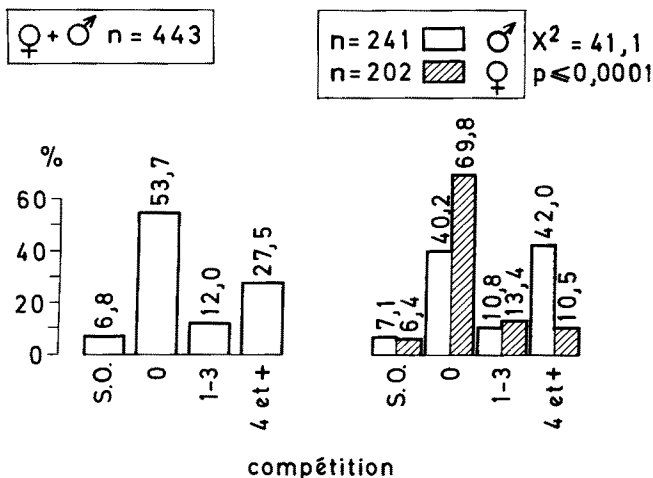 ♀ + ♂ n = 443
n = 241 ♂ X² = 41,1
n = 202 ♀ p ≤ 0,0001
%
60
40
20
0
6,8
53,7
12,0
27,5
S.O.
0
1-3
4 et +
7,1
6,4
40,2
69,8
10,8
13,4
42,0
10,5
S.O.
0
1-3
4 et +
compétition